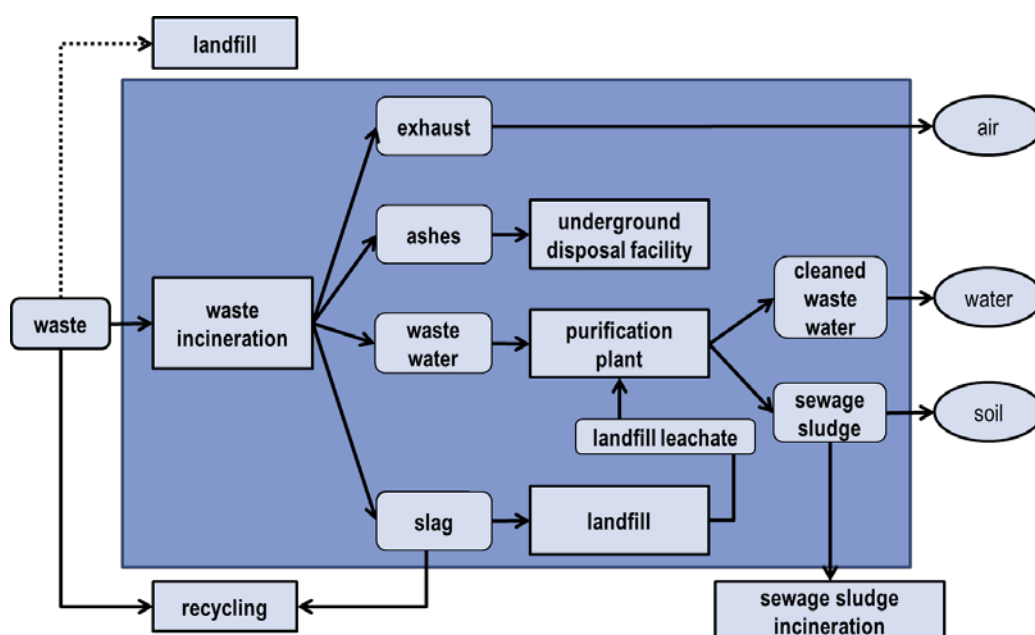 landfill
exhaust
air
ashes
underground
disposal facility
waste
waste
incineration
waste
water
purification
plant
cleaned
waste
water
water
landfill leachate
sewage
sludge
soil
slag
landfill
recycling
sewage sludge
incineration